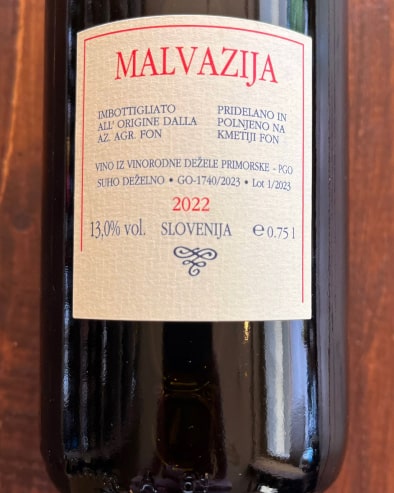 MALVAZIJA
IMBOTTIGLIATO
ALL' ORIGINE DALLA
AZ. AGR. FON
PRIDELANO IN
POLNJENO NA
KMETIJI FON
VINO IZ VINORODNE DEŽELE PRIMORSKE - PGO
SUHO DEŽELNO • GO-1740/2023 • Lot 1/2023
2022
13,0% vol. SLOVENIJA e 0.75 l